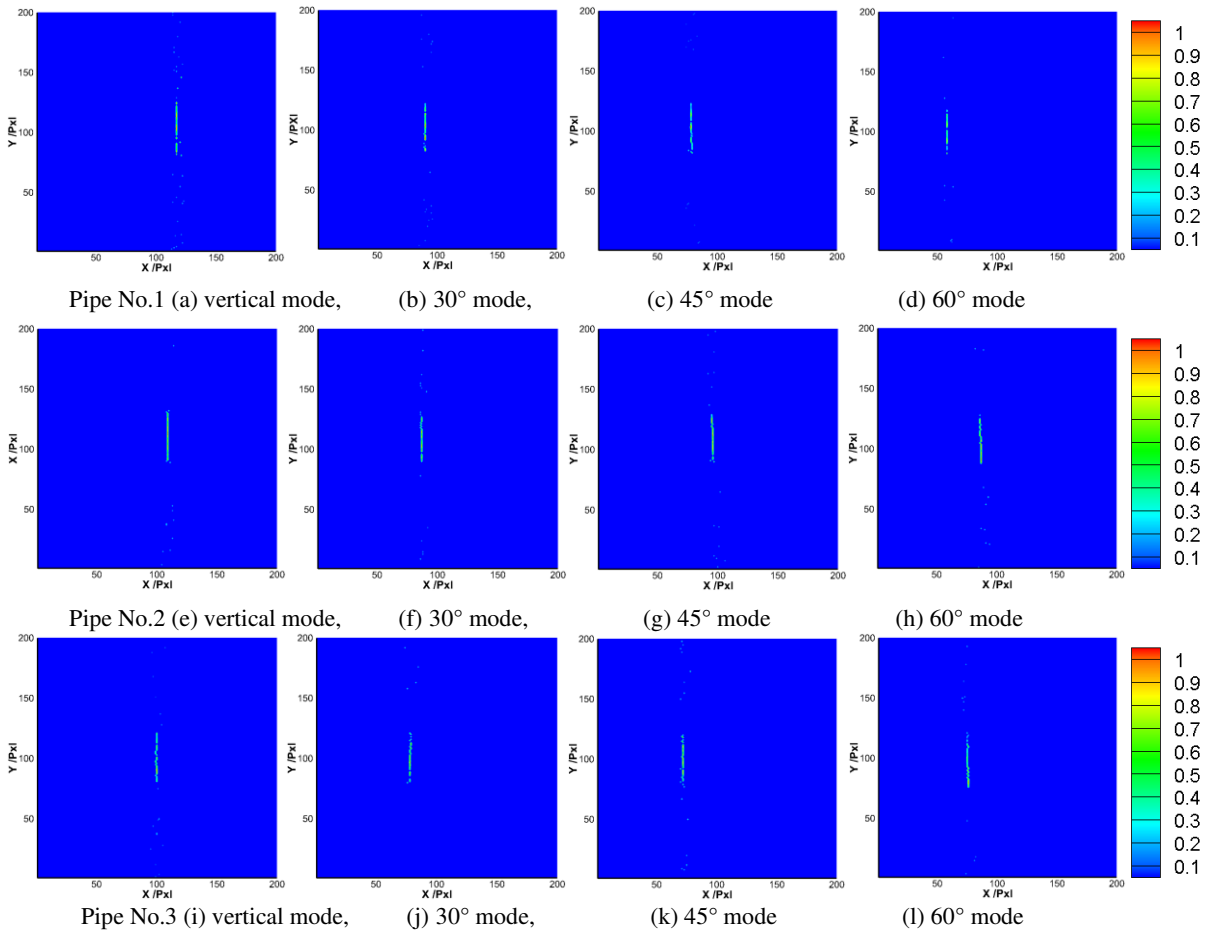 200 200 200 200 1
150 150 150 150 0.9
0.8
0.7
Y /Pxl 100 Y /PXl 100 Y /Pxl 100 Y /Pxl 100 0.6
0.5
0.4
50 50 50 50 0.3
0.2
0.1
50 100 150 200 50 100 150 200 50 100 150 200 50 100 150 200
X /Pxl X /Pxl X /Pxl X /Pxl
Pipe No.1 (a) vertical mode, (b) 30° mode, (c) 45° mode (d) 60° mode
200 200 200 200 1
150 150 150 150 0.9
0.8
0.7
X /Pxl 100 Y /Pxl 100 Y /Pxl 100 Y /Pxl 100 0.6
0.5
0.4
50 50 50 50 0.3
0.2
0.1
50 100 150 200 50 100 150 200 50 100 150 200 50 100 150 200
X /Pxl X /Pxl X /Pxl X /Pxl
Pipe No.2 (e) vertical mode, (f) 30° mode, (g) 45° mode (h) 60° mode
200 200 200 200 1
150 150 150 150 0.9
0.8
0.7
Y /Pxl 100 Y /Pxl 100 Y /Pxl 100 Y /Pxl 100 0.6
0.5
0.4
50 50 50 50 0.3
0.2
0.1
50 100 150 200 50 100 150 200 50 100 150 200 50 100 150 200
X /Pxl X /Pxl X /Pxl X /Pxl
Pipe No.3 (i) vertical mode, (j) 30° mode, (k) 45° mode (l) 60° mode